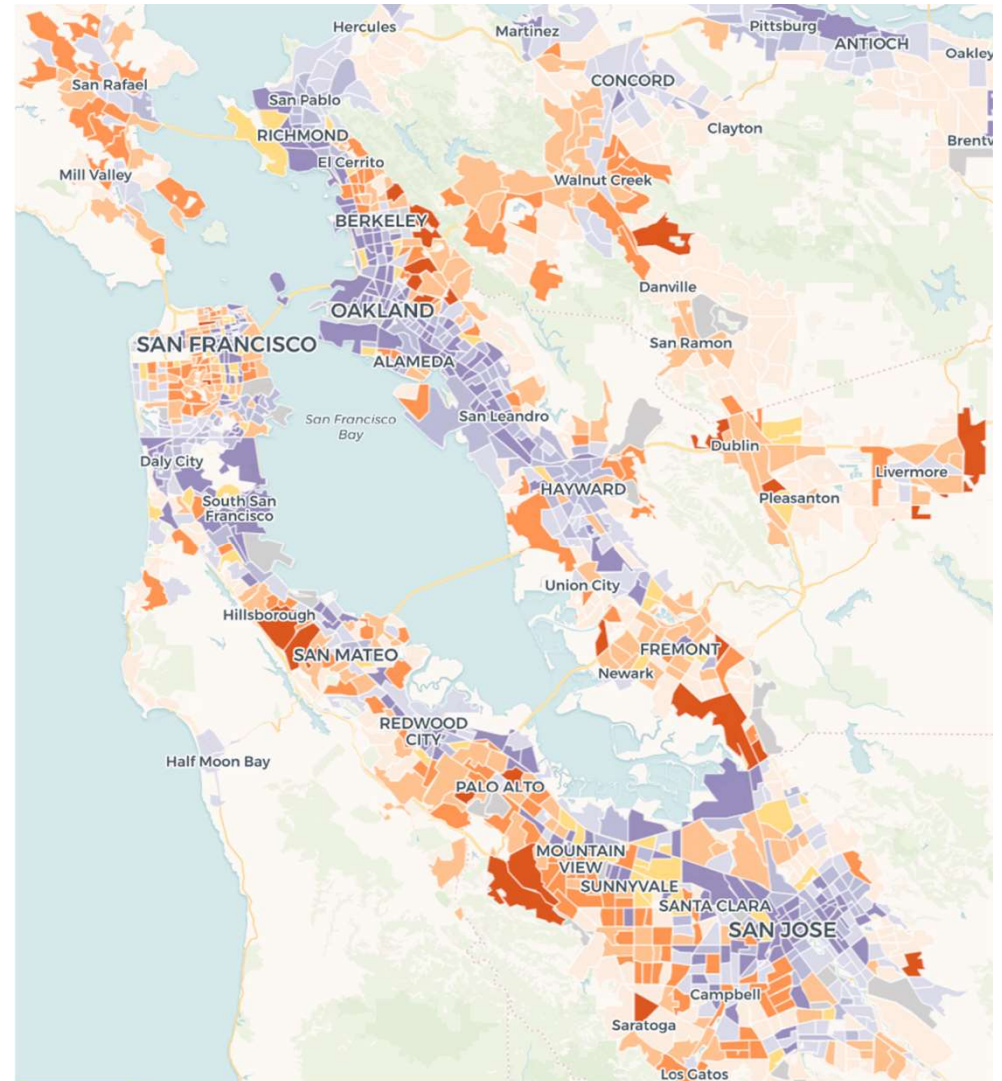 Hercules
Martinez
Pittsburg
ANTIOCH
Oakley
San Rafael
CONCORD
San Pablo
RICHMOND
Clayton
Brentw
El Cerrito
Mill Valley
Walnut Creek
BERKELEY
Danville
OAKLAND
SAN FRANCISCO
San Ramon
ALAMEDA
San Francisco
Bay
San Leandro
Dublin
Daly City
Livermore
HAYWARD
Pleasanton
South San
Francisco
Union City
Hillsborough
SAN MATEO
FREMONT
Newark
REDWOOD
CITY
Half Moon Bay
PALO ALTO
MOUNTAIN
VIEW
SUNNYVALE
SANTA CLARA
SAN JOSE
Campbell
Saratoga
Los Gatos